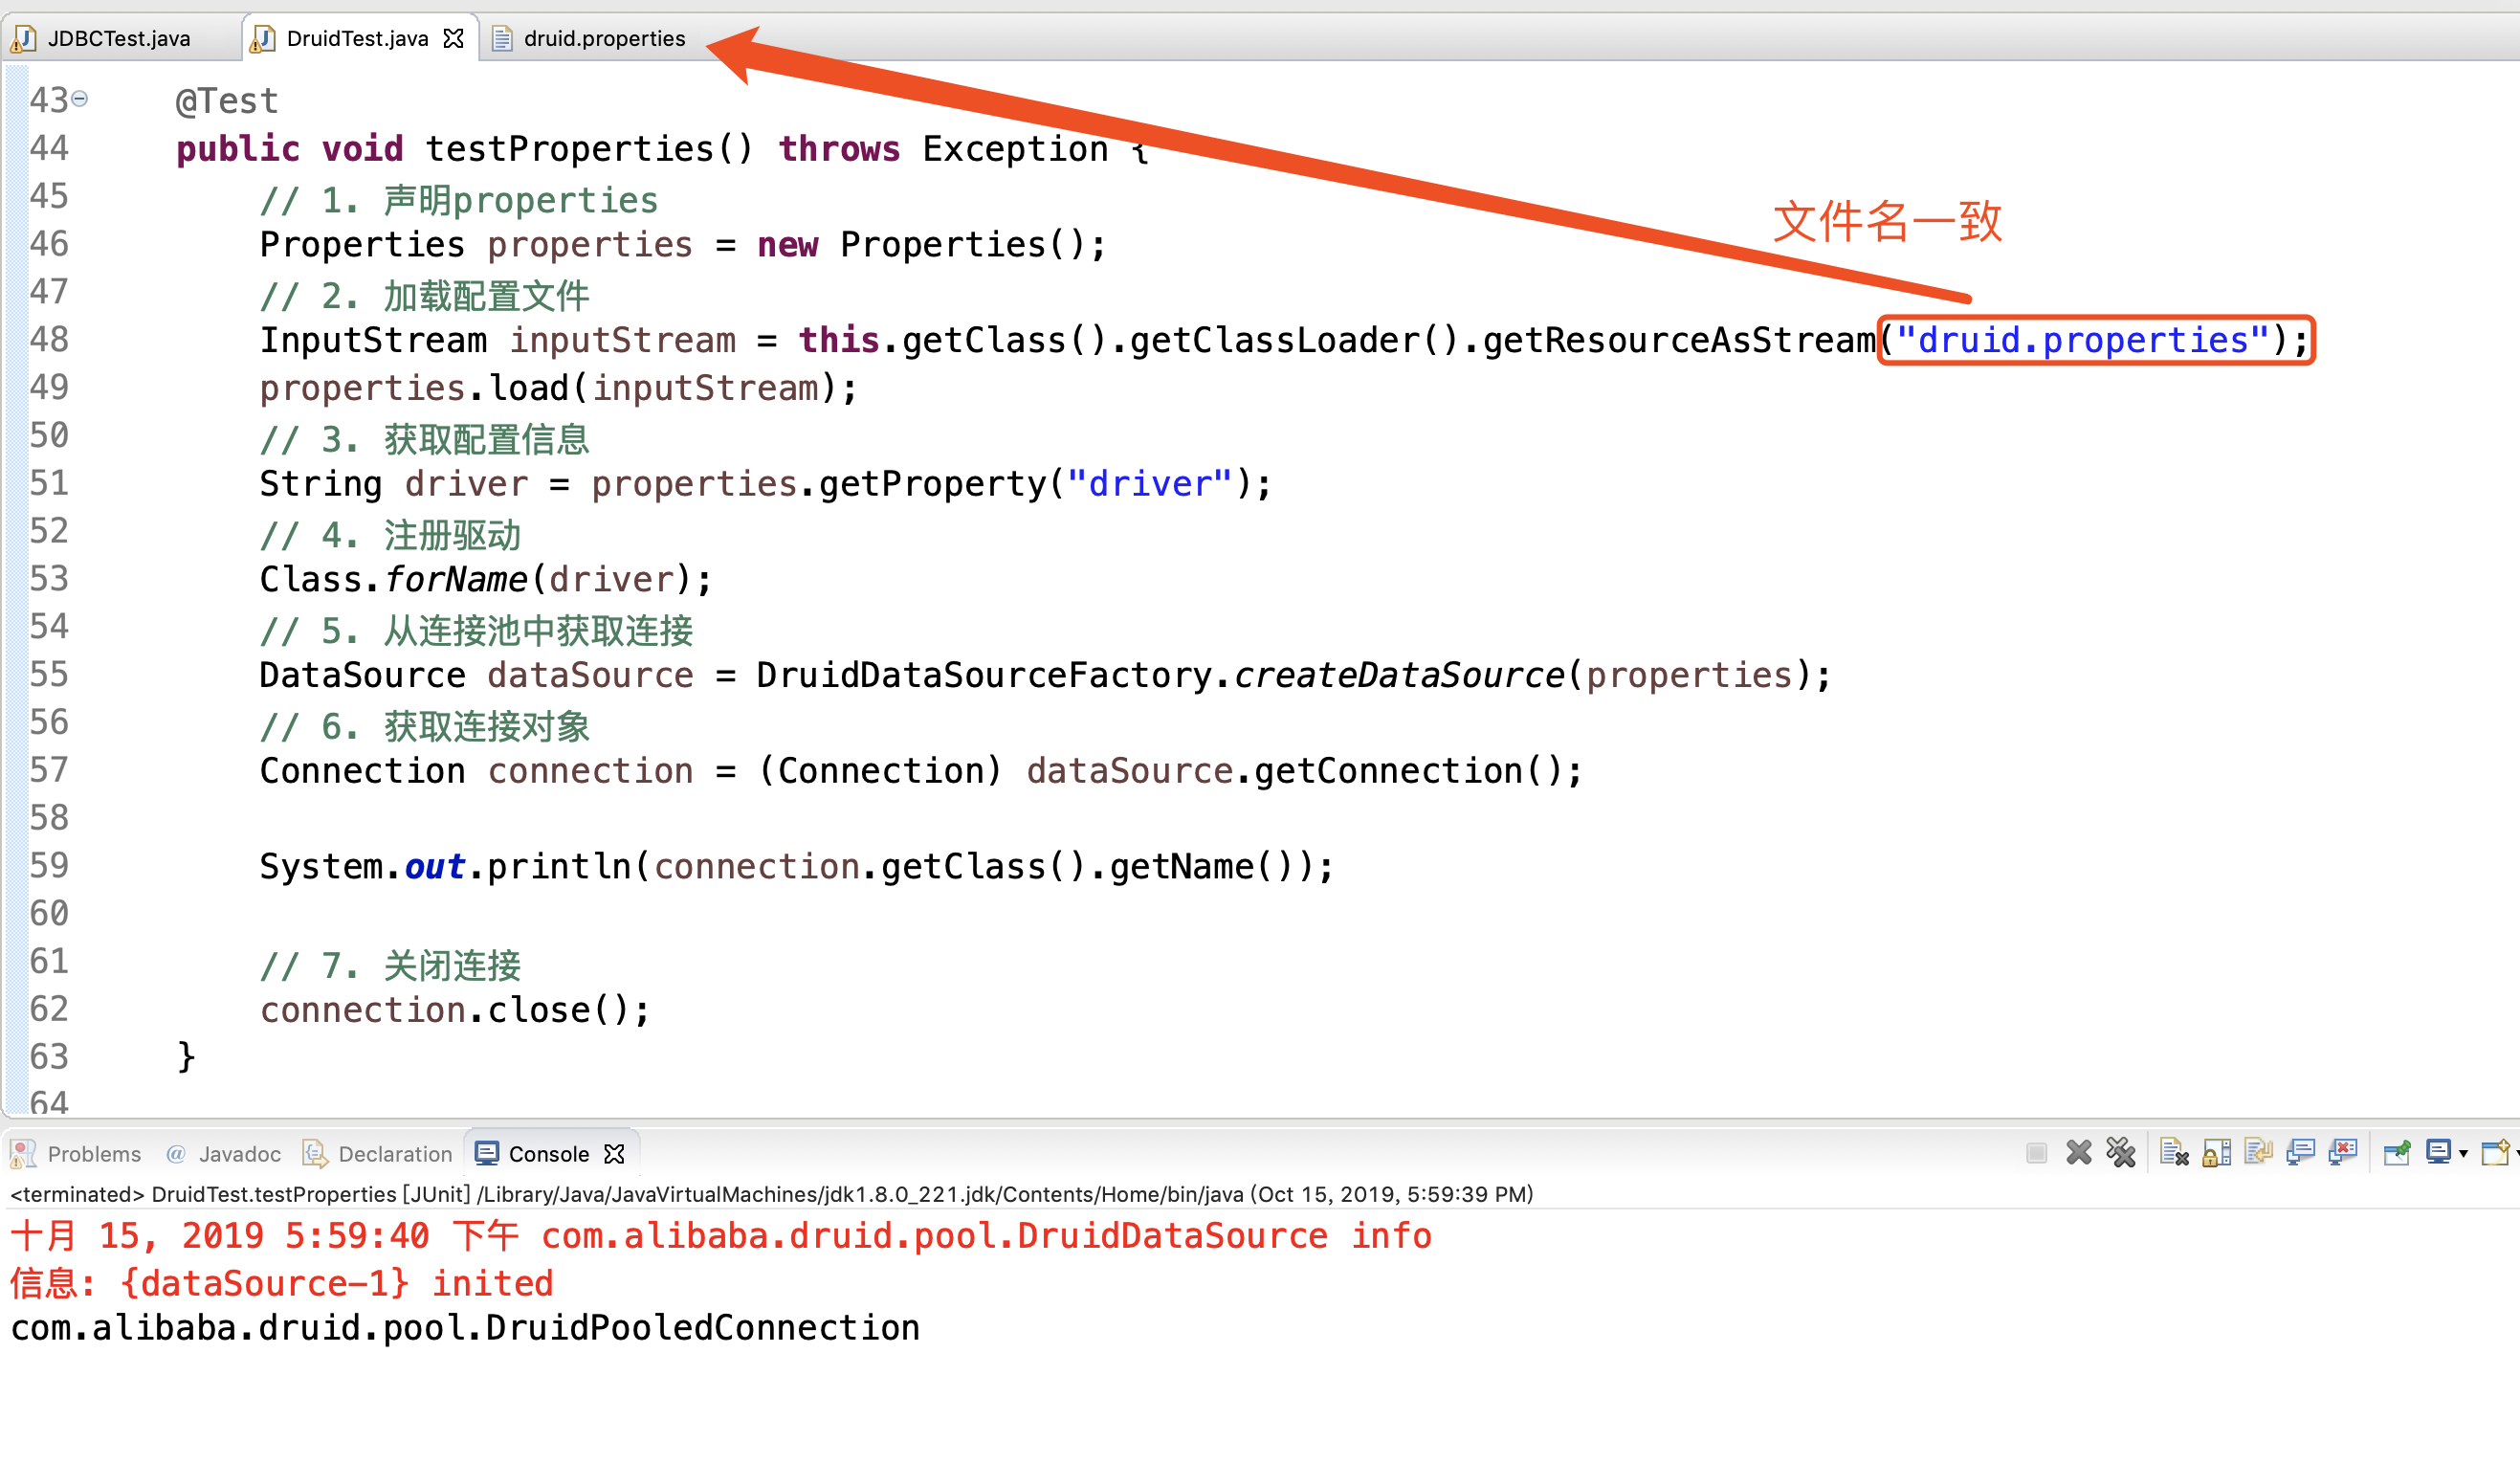 JDBCTest.java DruidTest.java druid.properties
43 @Test
44 public void testProperties() throws Exception {
45 // 1. 声明properties
文件名一致
46 Properties properties = new Properties();
47 // 2. 加载配置文件
48 InputStream inputStream = this.getClass().getClassLoader().getResourceAsStream("druid.properties");
49 properties.load(inputStream);
50 // 3. 获取配置信息
51 String driver = properties.getProperty("driver");
52 // 4. 注册驱动
53 Class.forName(driver);
54 // 5. 从连接池中获取连接
55 DataSource dataSource = DruidDataSourceFactory.createDataSource(properties);
56 // 6. 获取连接对象
57 Connection connection = (Connection) dataSource.getConnection();
58
59 System.out.println(connection.getClass().getName());
60
61 // 7. 关闭连接
62 connection.close();
63 }
64
Problems @ Javadoc Declaration Console
<terminated> DruidTest.testProperties [JUnit] /Library/Java/JavaVirtualMachines/jdk1.8.0_221.jdk/Contents/Home/bin/java (Oct 15, 2019, 5:59:39 PM)
十月 15, 2019 5:59:40 下午 com.alibaba.druid.pool.DruidDataSource info
信息: {dataSource-1} inited
com.alibaba.druid.pool.DruidPooledConnection